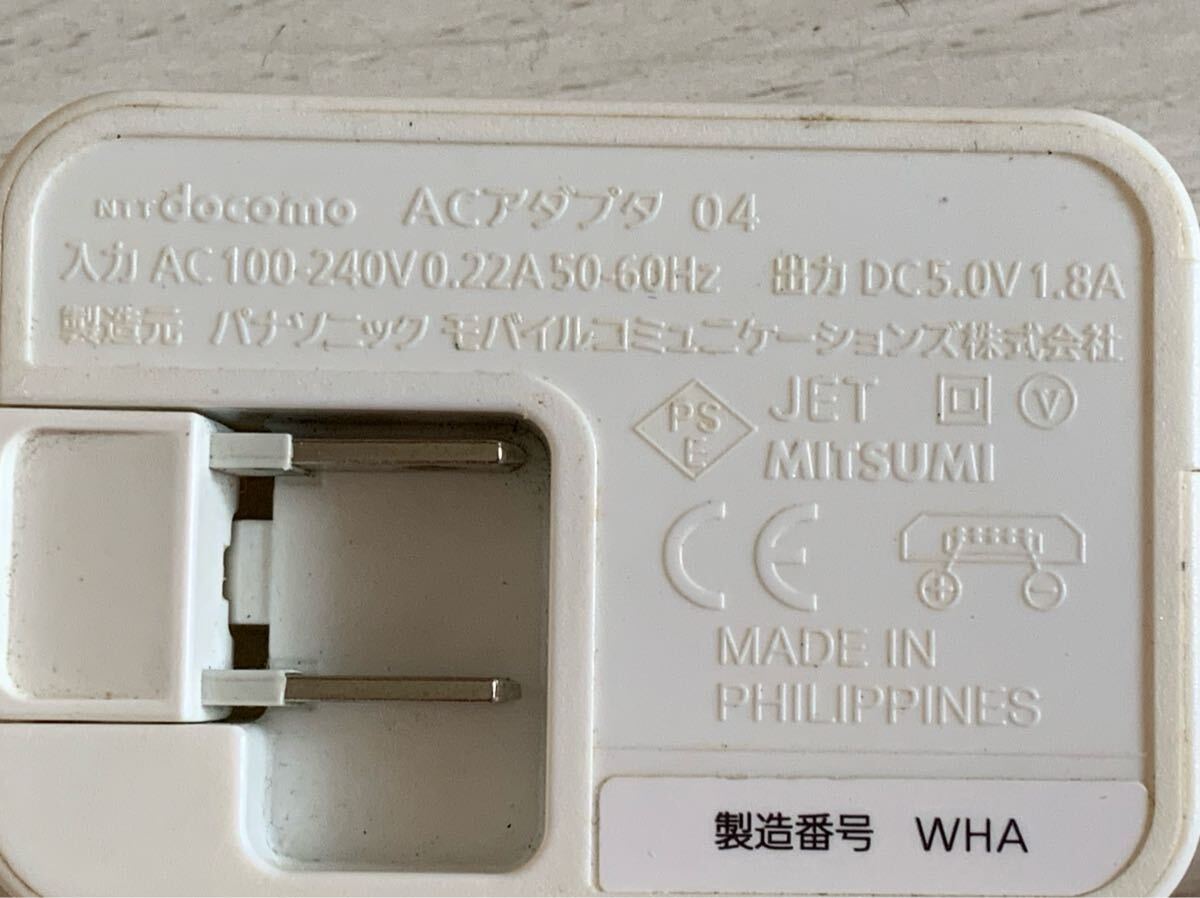 NTT docomo ACアダプタ 04
入力 AC 100-240V 0.22A 50-60Hz 出力 DC 5.0V 1.8A
製造元 パナソニック モバイルコミュニケーションズ株式会社
PS
E
JET V
MITSUMI
CE
+ -
MADE IN
PHILIPPINES
製造番号 WHA